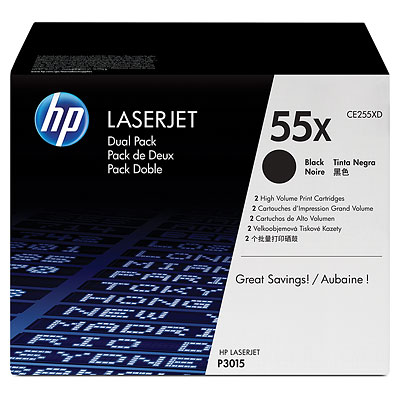 hp
LASERJET
Dual Pack
Pack de Deux
Pack Doble
55x
CE255XD
Black Tinta Negra
Noire 黑色
2 High Volume Print Cartridges
2 Cartouches d'Impression Grand Volume
2 Cartuchos de Alto Volumen
2 Velkoobjemová Tiskové Kazety
2 个批量打印硒鼓
Great Savings! / Aubaine !
HP LASERJET
P3015